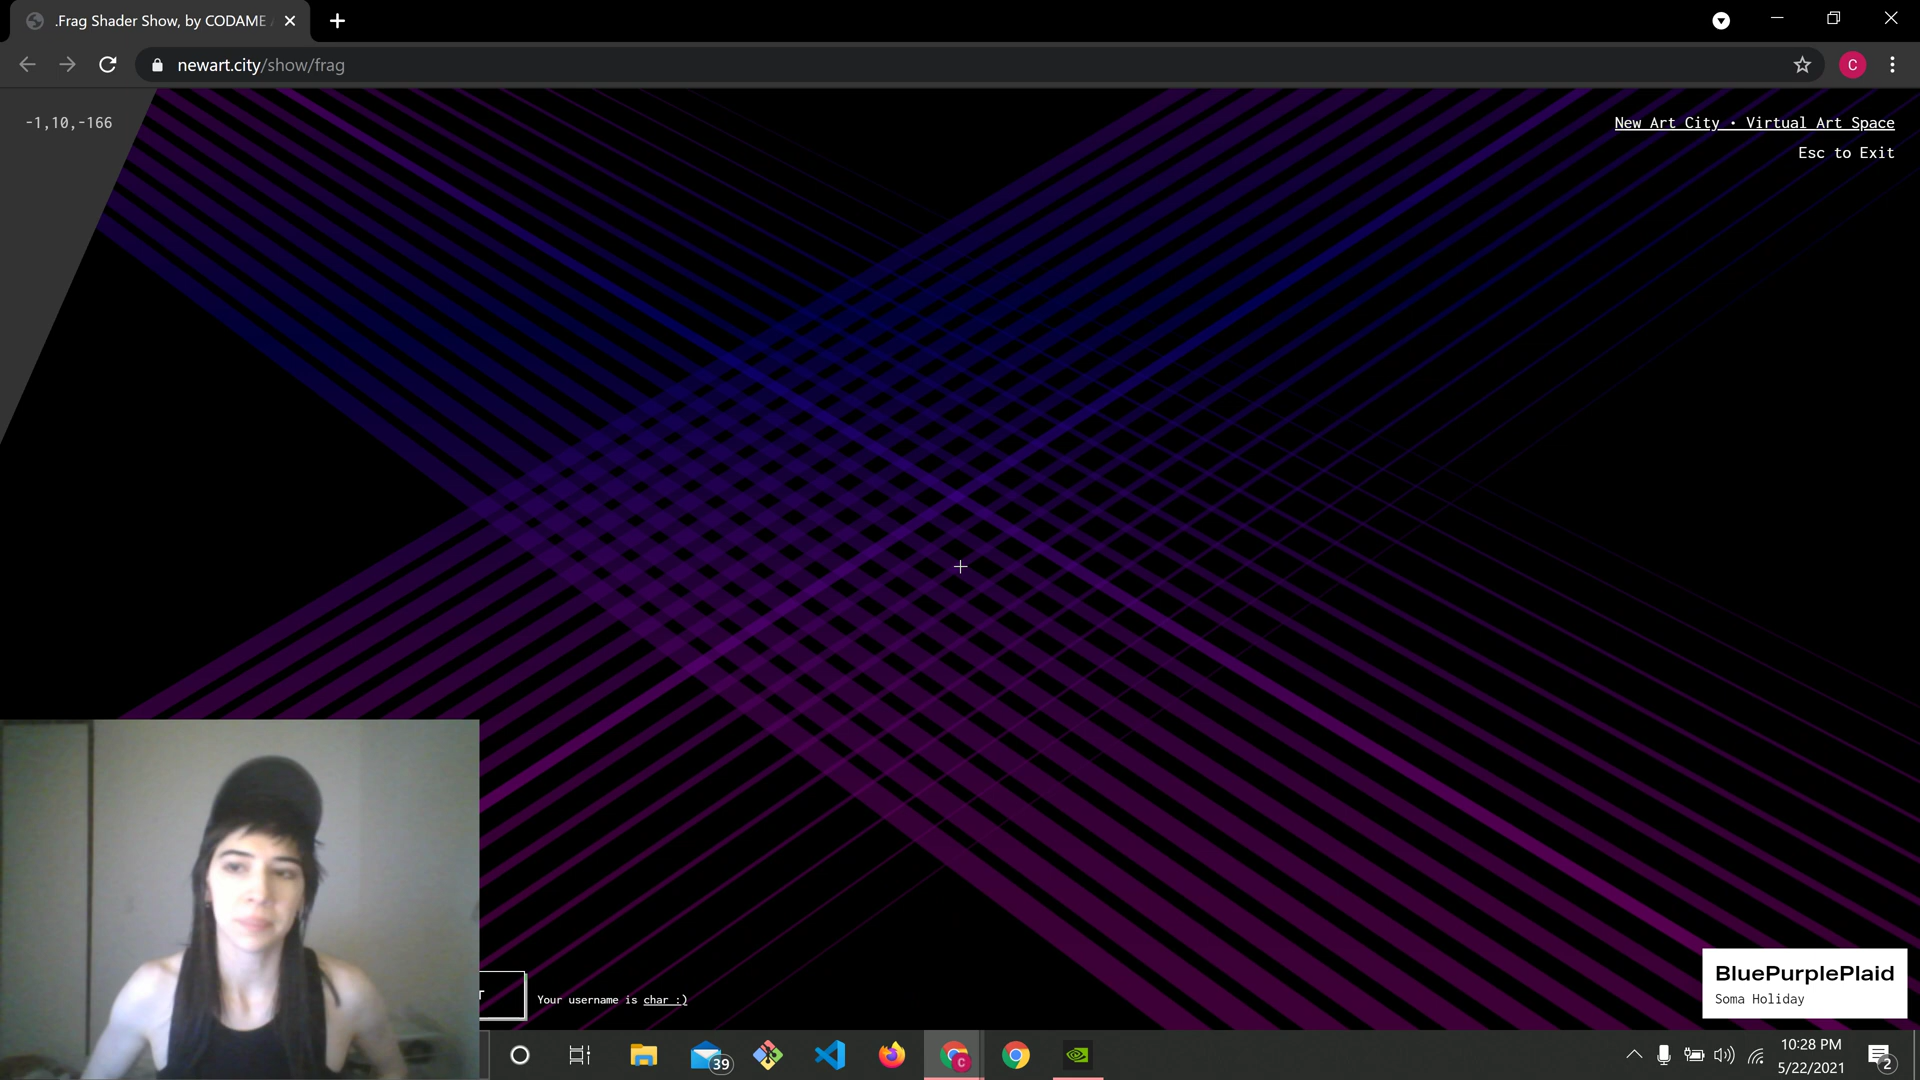 .Frag Shader Show, by CODAME
newart.city/show/frag
C
-1,10,-166
New Art City · Virtual Art Space
Esc to Exit
BluePurplePlaid
Soma Holiday
Your username is char :)
39
C
10:28 PM
5/22/2021
2